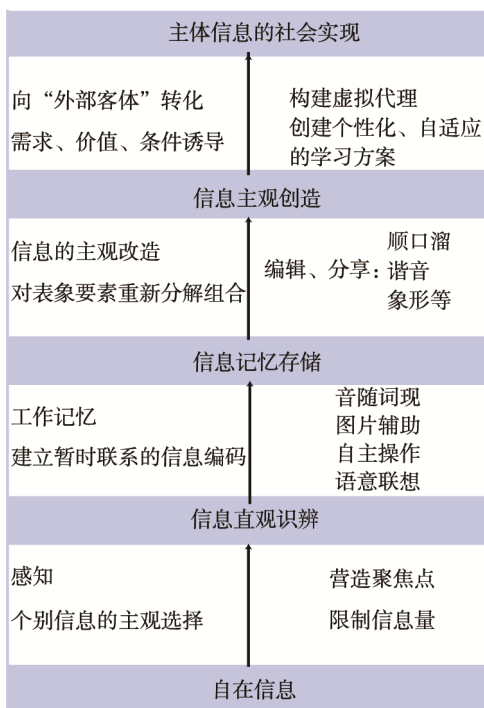 主体信息的社会实现
向“外部客体”转化
需求、价值、条件诱导
构建虚拟代理
创建个性化、自适应
的学习方案
信息主观创造
信息的主观改造
对表象要素重新分解组合
编辑、分享:
顺口溜
谐音
象形等
信息记忆存储
工作记忆
建立暂时联系的信息编码
音随词现
图片辅助
自主操作
语意联想
信息直观识辨
感知
个别信息的主观选择
营造聚焦点
限制信息量
自在信息